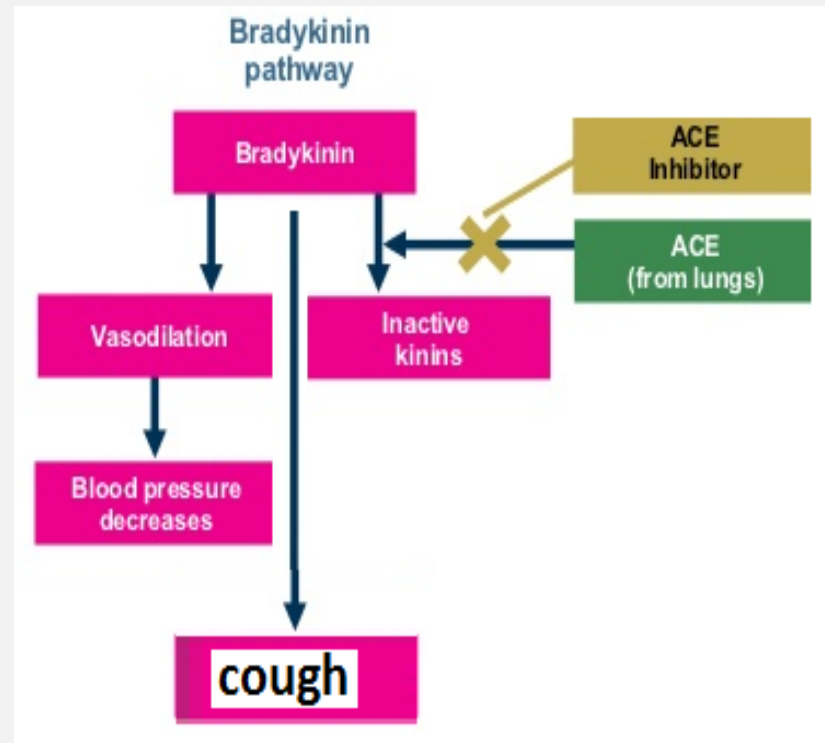 Bradykinin
pathway
Bradykinin
ACE
Inhibitor
ACE
(from lungs)
Vasodilation
Inactive
kinins
Blood pressure
decreases
cough